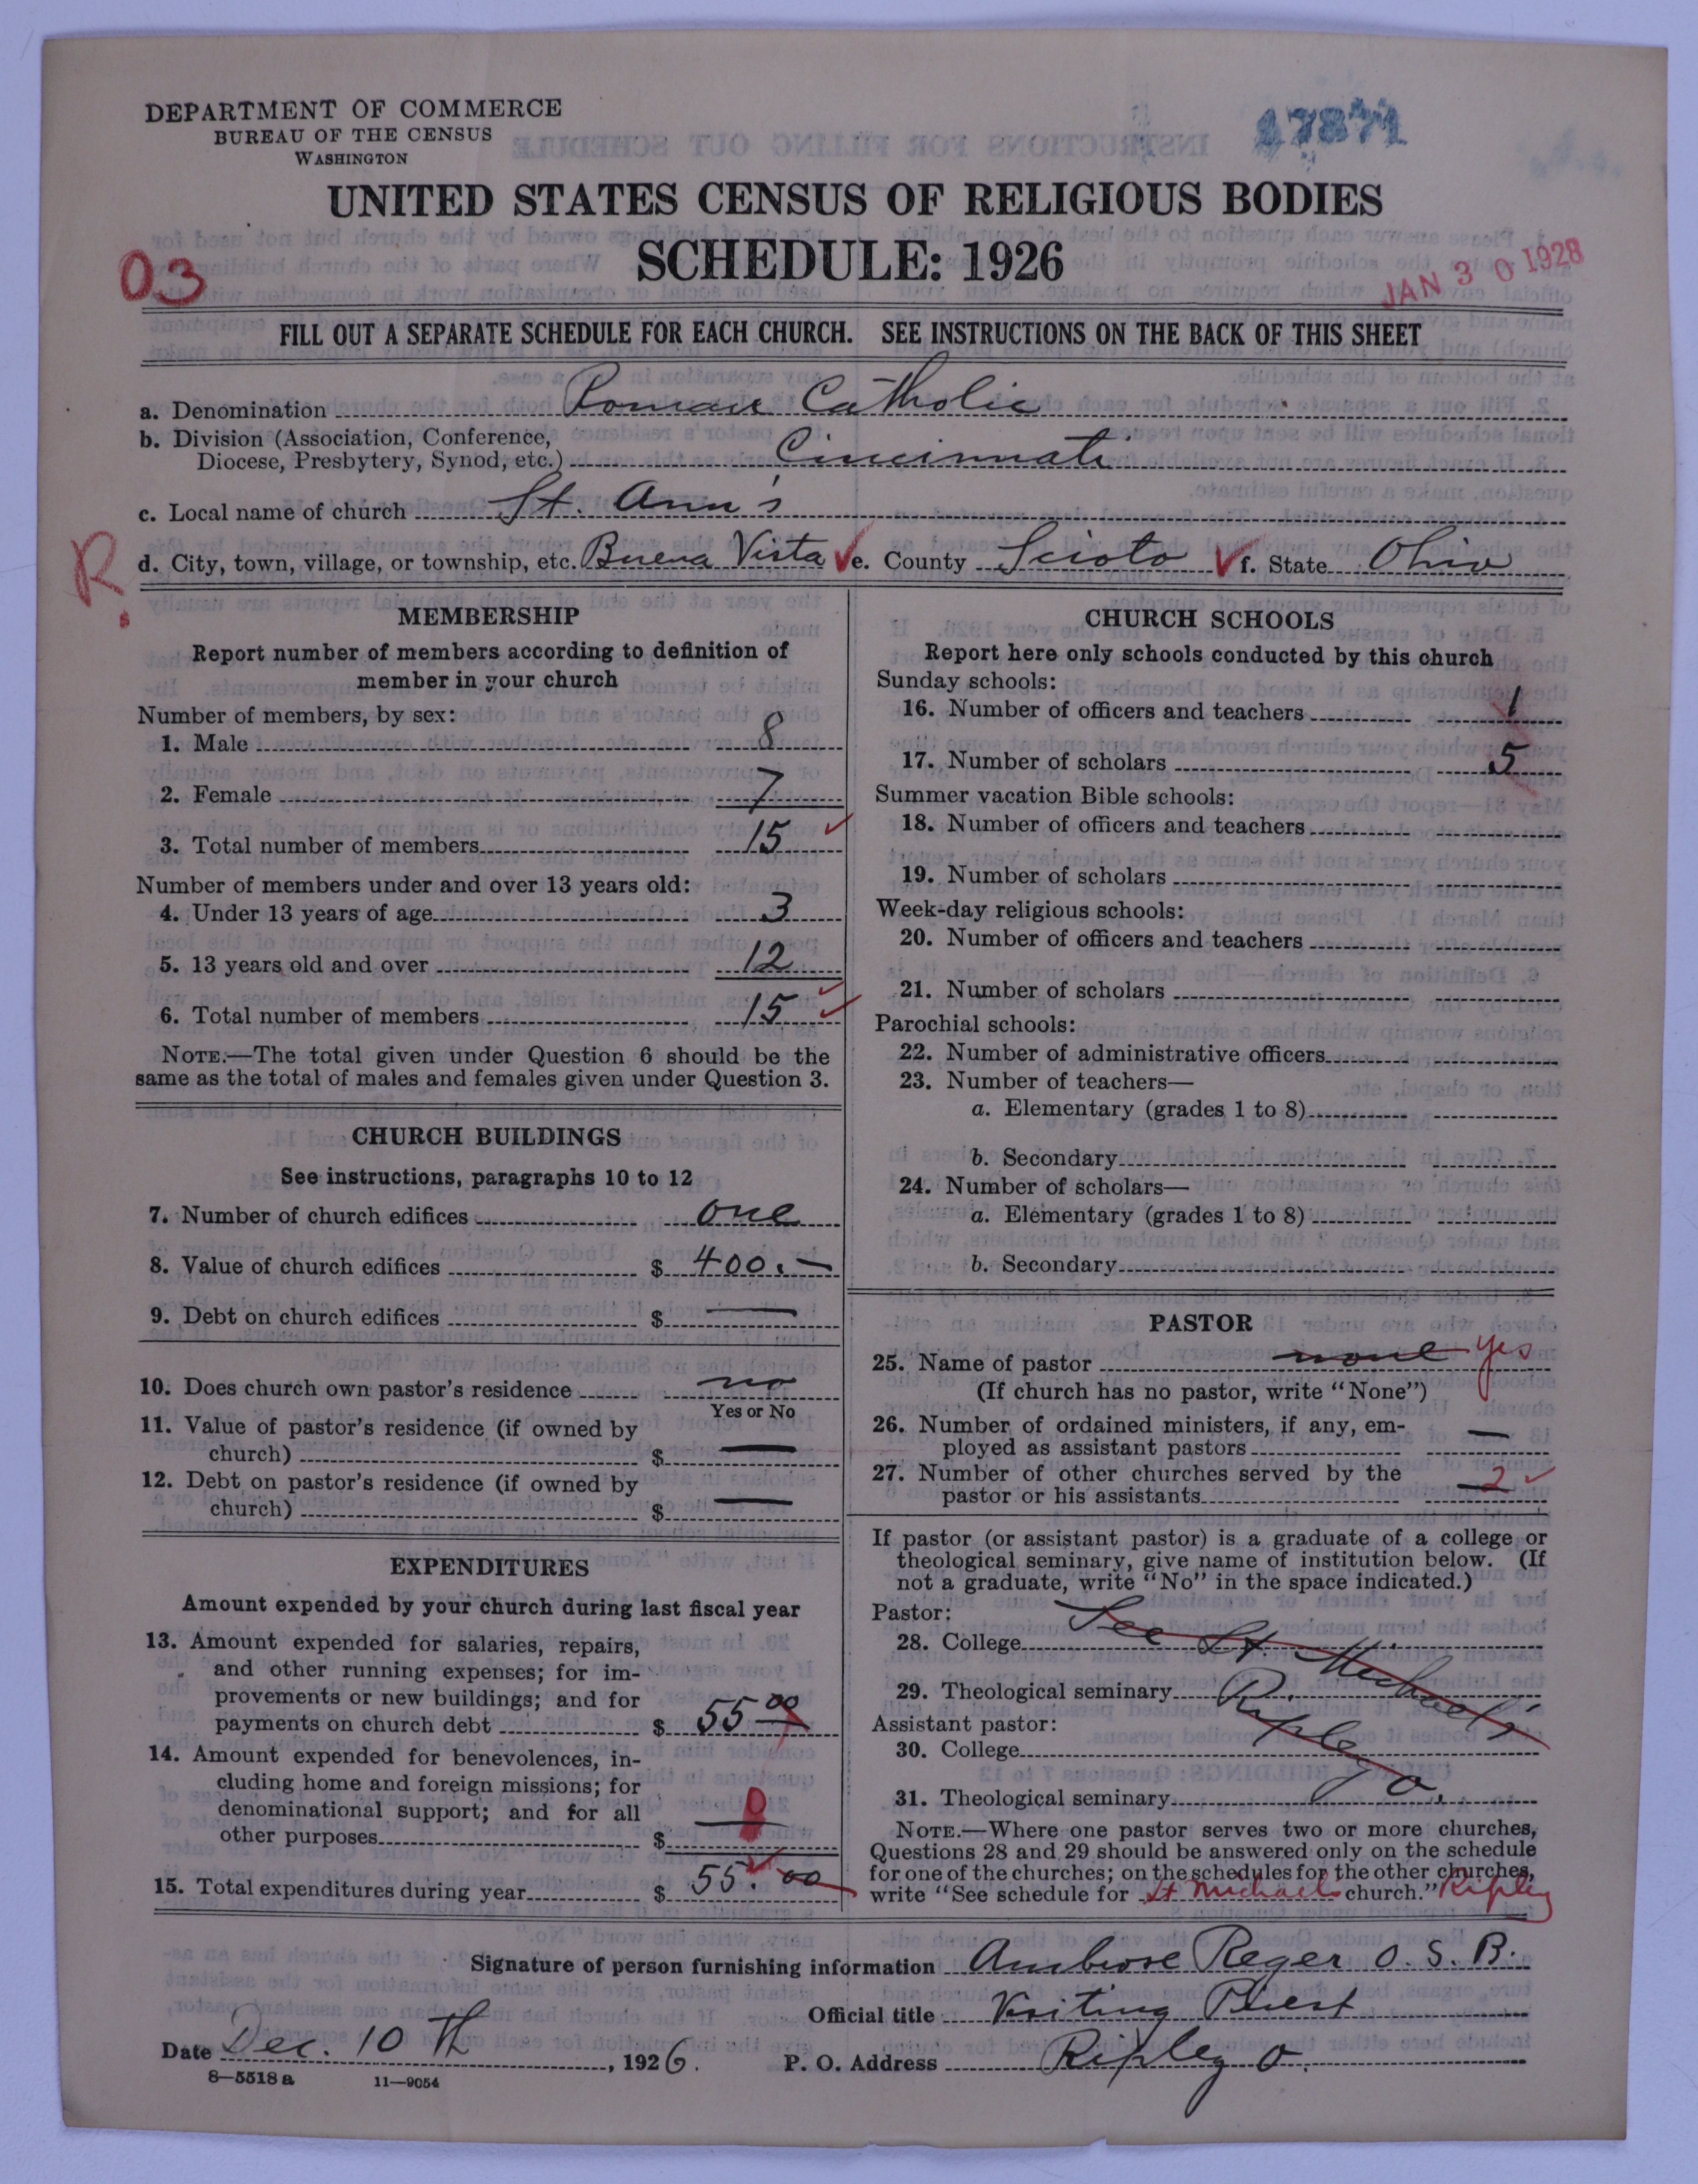 DEPARTMENT OF COMMERCE
BUREAU OF THE CENSUS
WASHINGTON
17871
UNITED STATES CENSUS OF RELIGIOUS BODIES
SCHEDULE: 1926
03
JAN 30 1928
FILL OUT A SEPARATE SCHEDULE FOR EACH CHURCH. SEE INSTRUCTIONS ON THE BACK OF THIS SHEET
a. Denomination Roman Catholic
b. Division (Association, Conference,
Diocese, Presbytery, Synod, etc.) Cincinnati
c. Local name of church St. Ann's
R.
d. City, town, village, or township, etc. Buena Vista e. County Scioto f. State Ohio
MEMBERSHIP
Report number of members according to definition of
member in your church
Number of members, by sex:
1. Male 8
2. Female 7
3. Total number of members 15
Number of members under and over 13 years old:
4. Under 13 years of age 3
5. 13 years old and over 12
6. Total number of members 15
NOTE.—The total given under Question 6 should be the
same as the total of males and females given under Question 3.
CHURCH BUILDINGS
See instructions, paragraphs 10 to 12
7. Number of church edifices one
8. Value of church edifices $ 400.—
9. Debt on church edifices $ —
10. Does church own pastor's residence no
Yes or No
11. Value of pastor's residence (if owned by
church) $ —
12. Debt on pastor's residence (if owned by
church) $ —
EXPENDITURES
Amount expended by your church during last fiscal year
13. Amount expended for salaries, repairs,
and other running expenses; for im-
provements or new buildings; and for
payments on church debt $ 55 00
14. Amount expended for benevolences, in-
cluding home and foreign missions; for
denominational support; and for all
other purposes $ —
15. Total expenditures during year $ 55.00
CHURCH SCHOOLS
Report here only schools conducted by this church
Sunday schools:
16. Number of officers and teachers 1
17. Number of scholars 5
Summer vacation Bible schools:
18. Number of officers and teachers
19. Number of scholars
Week-day religious schools:
20. Number of officers and teachers
21. Number of scholars
Parochial schools:
22. Number of administrative officers
23. Number of teachers—
a. Elementary (grades 1 to 8)
b. Secondary
24. Number of scholars—
a. Elementary (grades 1 to 8)
b. Secondary
PASTOR
25. Name of pastor none yes
(If church has no pastor, write "None")
26. Number of ordained ministers, if any, em-
ployed as assistant pastors —
27. Number of other churches served by the
pastor or his assistants 2
If pastor (or assistant pastor) is a graduate of a college or
theological seminary, give name of institution below. (If
not a graduate, write "No" in the space indicated.)
Pastor: See St. Michael's
28. College
29. Theological seminary R.
Assistant pastor: Ripley
30. College
O.
31. Theological seminary
NOTE.—Where one pastor serves two or more churches,
Questions 28 and 29 should be answered only on the schedule
for one of the churches; on the schedules for the other churches,
write "See schedule for St Michaels church." Ripley
Signature of person furnishing information Ambrose Reger O. S. B.
Official title Visiting Priest
Date Dec. 10 Th, 1926. P. O. Address Ripley O.
8—5518 a 11—9054